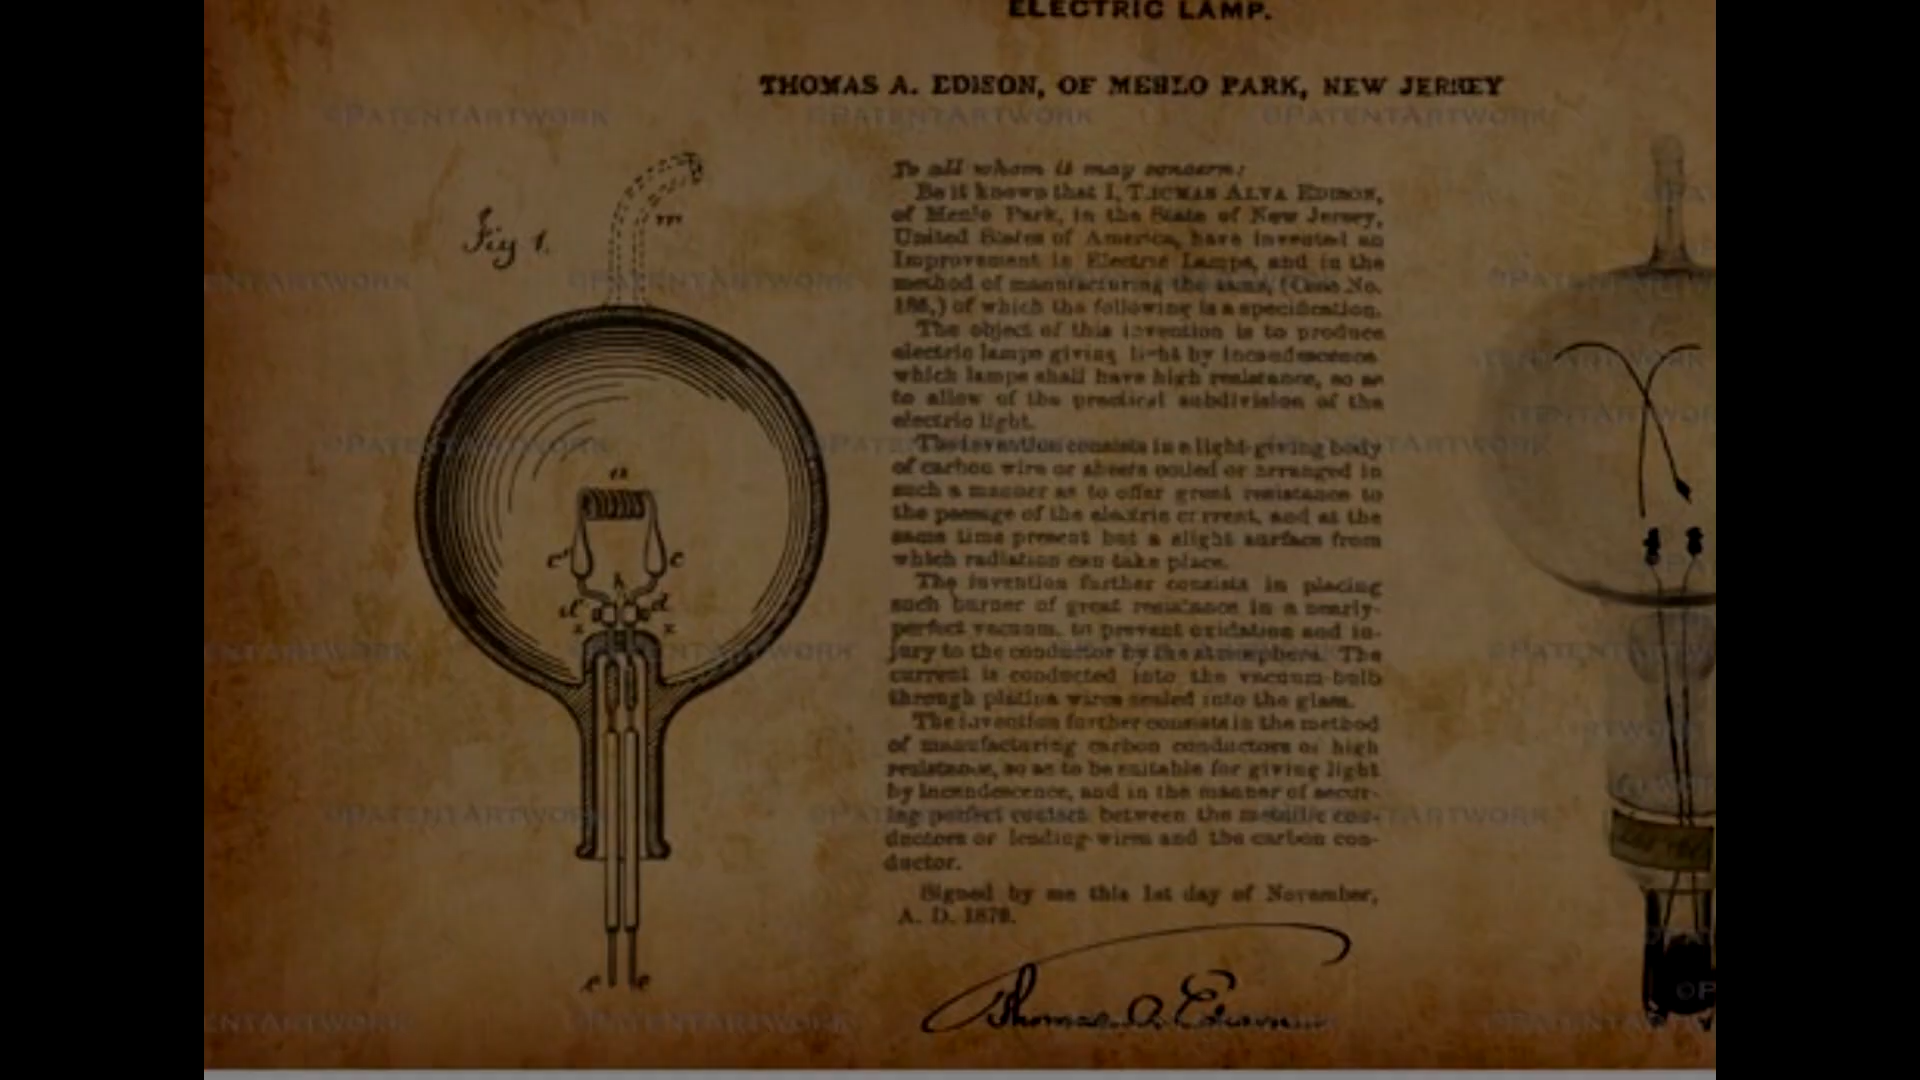 ELECTRIC LAMP.
THOMAS A. EDISON, OF MENLO PARK, NEW JERSEY
©PATENTARTWORK ©PATENTARTWORK ©PATENTARTWORK
Fig 1.
m
To all whom it may concern:
Be it known that I, THOMAS ALVA EDISON,
of Menlo Park, in the State of New Jersey,
United States of America, have invented an
Improvement in Electric Lamps, and in the
method of manufacturing the same, (Case No.
186,) of which the following is a specification.
The object of this invention is to produce
electric lamps giving light by incandescence
which lamps shall have high resistance, so as
to allow of the practical subdivision of the
electric light.
The invention consists in a light-giving body
of carbon wire or sheets coiled or arranged in
such a manner as to offer great resistance to
the passage of the electric current, and at the
same time present but a slight surface from
which radiation can take place.
The invention further consists in placing
such burner of great resistance in a nearly-
perfect vacuum, to prevent oxidation and in-
jury to the conductor by the atmosphere. The
current is conducted into the vacuum-bulb
through platina wires sealed into the glass.
The invention further consists in the method
of manufacturing carbon conductors of high
resistance, so as to be suitable for giving light
by incandescence, and in the manner of secur-
ing perfect contact between the metallic con-
ductors or leading-wires and the carbon con-
ductor.
Signed by me this 1st day of November,
A. D. 1879.
Thomas A. Edison
a
c' c
h
d' d
x x
e e